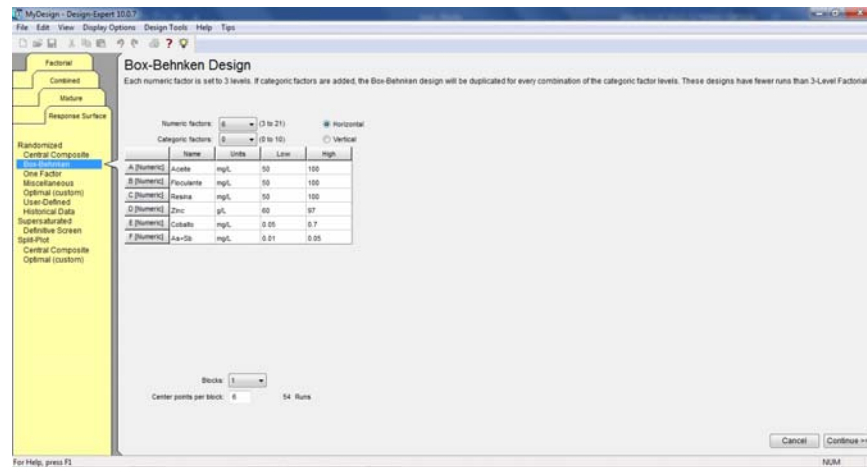 MyDesign - Design-Expert 10.0.7
File Edit View Display Options Design Tools Help Tips
Factorial
Combined
Mixture
Response Surface
Randomized
Central Composite
Box-Behnken
One Factor
Miscellaneous
Optimal (custom)
User-Defined
Historical Data
Supersaturated
Definitive Screen
Split-Plot
Central Composite
Optimal (custom)
Box-Behnken Design
Each numeric factor is set to 3 levels. If categoric factors are added, the Box-Behnken design will be duplicated for every combination of the categoric factor levels. These designs have fewer runs than 3-Level Factorial
Numeric factors: 6 (3 to 21) Horizontal
Categoric factors: 0 (0 to 10) Vertical
Name Units Low High
A [Numeric] Aceite mg/L 50 100
B [Numeric] Floculante mg/L 50 100
C [Numeric] Resina mg/L 50 100
D [Numeric] Zinc g/L 60 97
E [Numeric] Cobalto mg/L 0.05 0.7
F [Numeric] As+Sb mg/L 0.01 0.05
Blocks: 1
Center points per block: 6 54 Runs
Cancel Continue >>
For Help, press F1 NUM